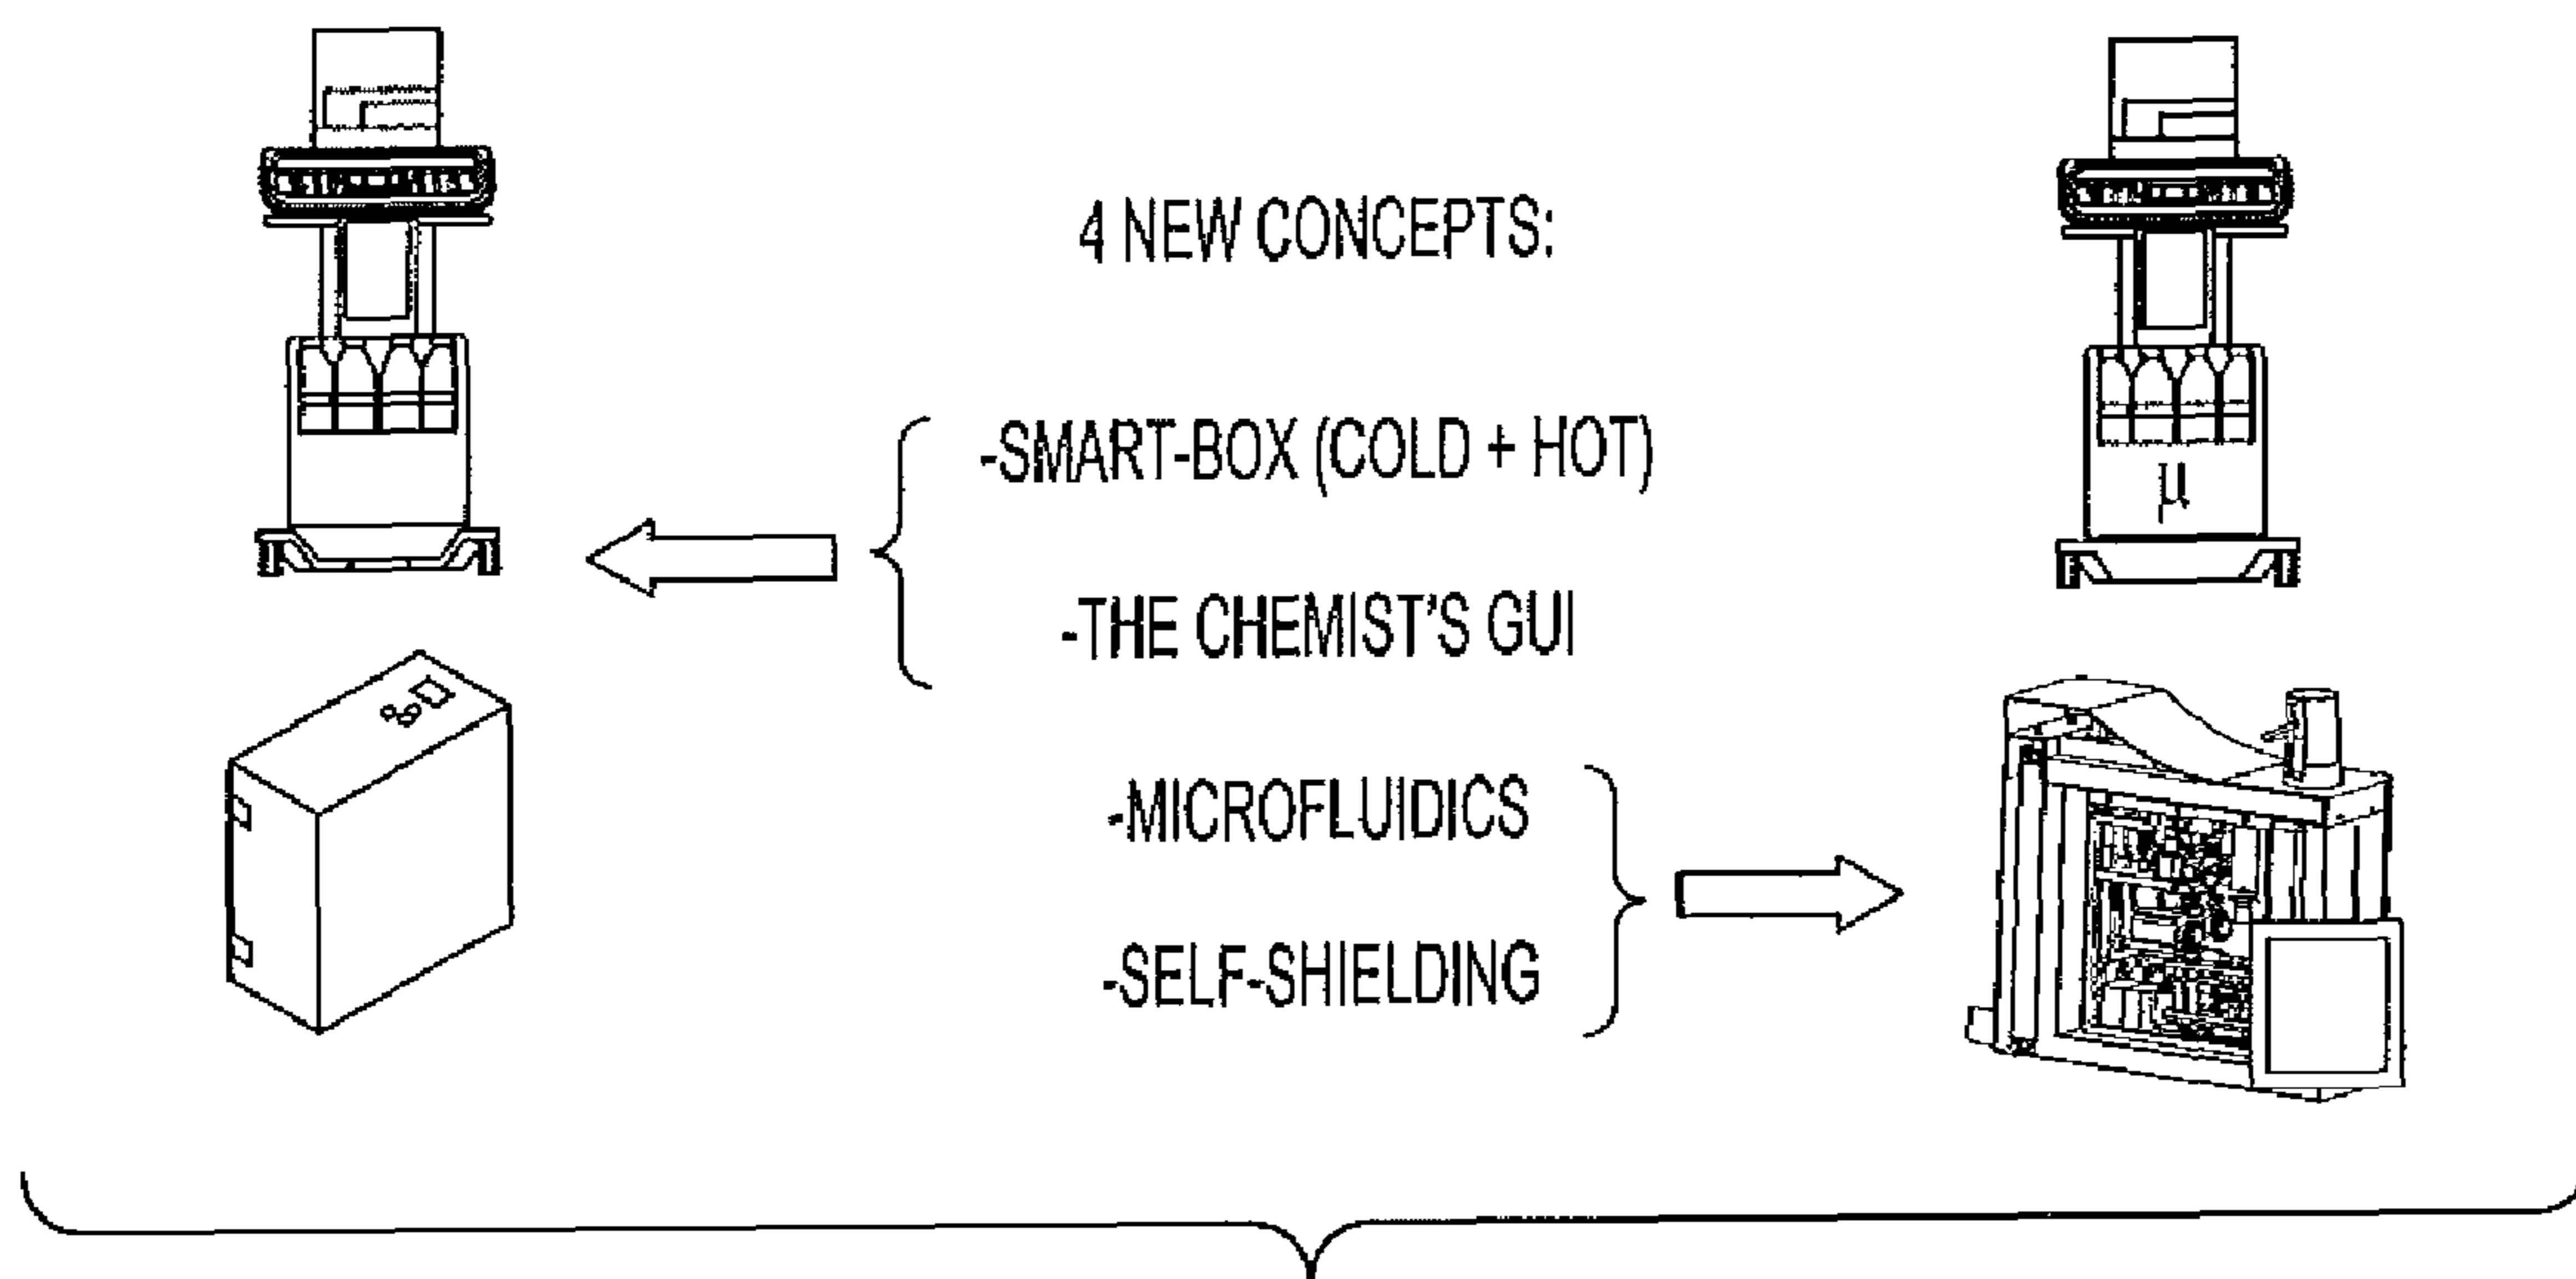 4 NEW CONCEPTS:
-SMART-BOX (COLD + HOT)
-THE CHEMIST'S GUI
µ
-MICROFLUIDICS
-SELF-SHIELDING